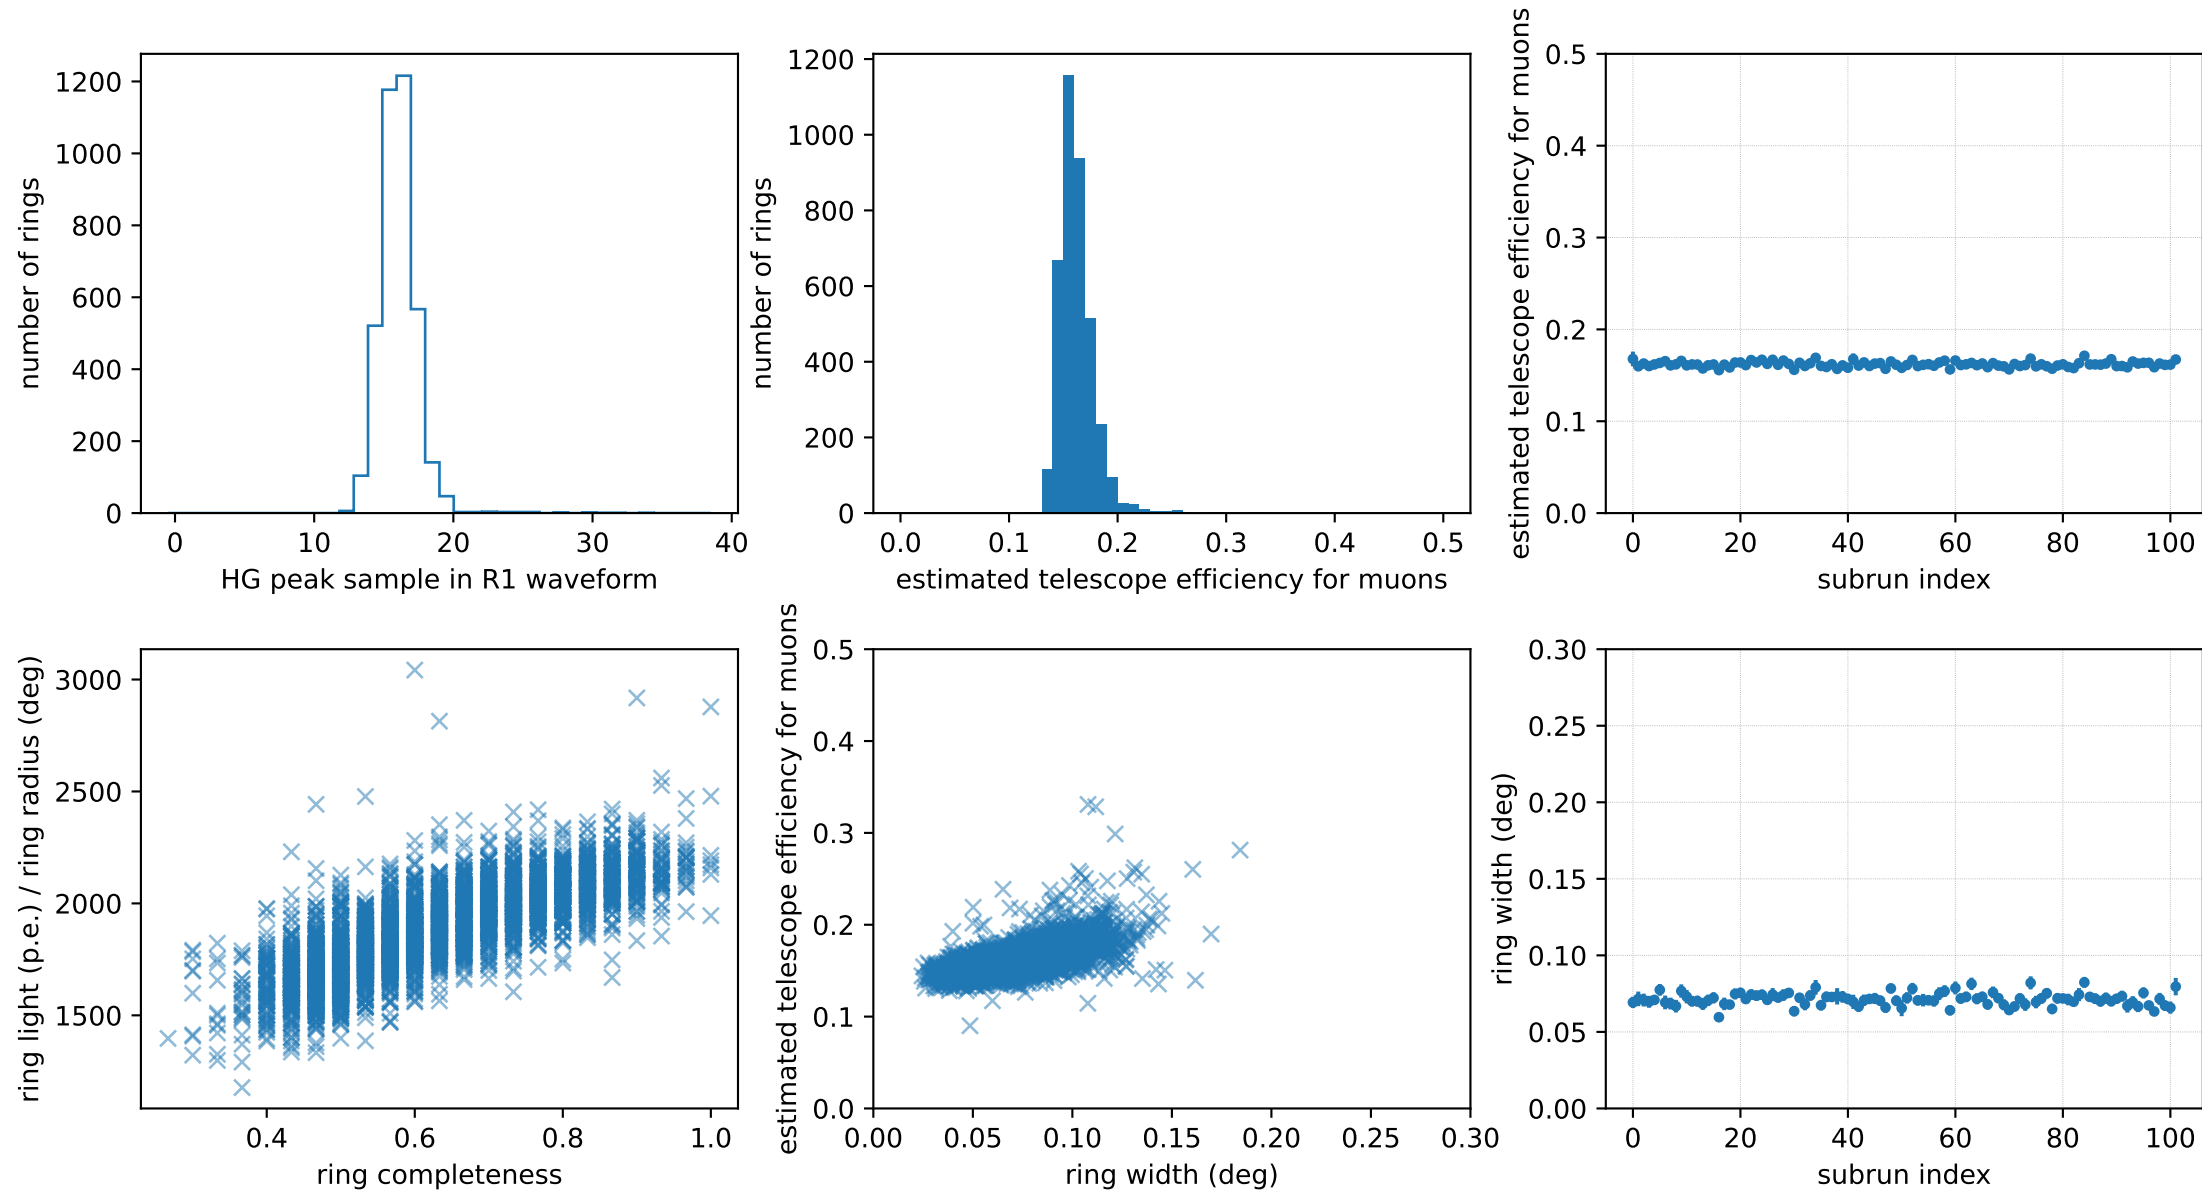 number of rings
1200
1000
800
600
400
200
0
0 10 20 30 40
HG peak sample in R1 waveform
number of rings
1200
1000
800
600
400
200
0
0.0 0.1 0.2 0.3 0.4 0.5
estimated telescope efficiency for muons
estimated telescope efficiency for muons
0.5
0.4
0.3
0.2
0.1
0.0
0 20 40 60 80 100
subrun index
ring light (p.e.) / ring radius (deg)
3000
2500
2000
1500
0.4 0.6 0.8 1.0
ring completeness
estimated telescope efficiency for muons
0.5
0.4
0.3
0.2
0.1
0.0
0.00 0.05 0.10 0.15 0.20 0.25 0.30
ring width (deg)
ring width (deg)
0.30
0.25
0.20
0.15
0.10
0.05
0.00
0 20 40 60 80 100
subrun index